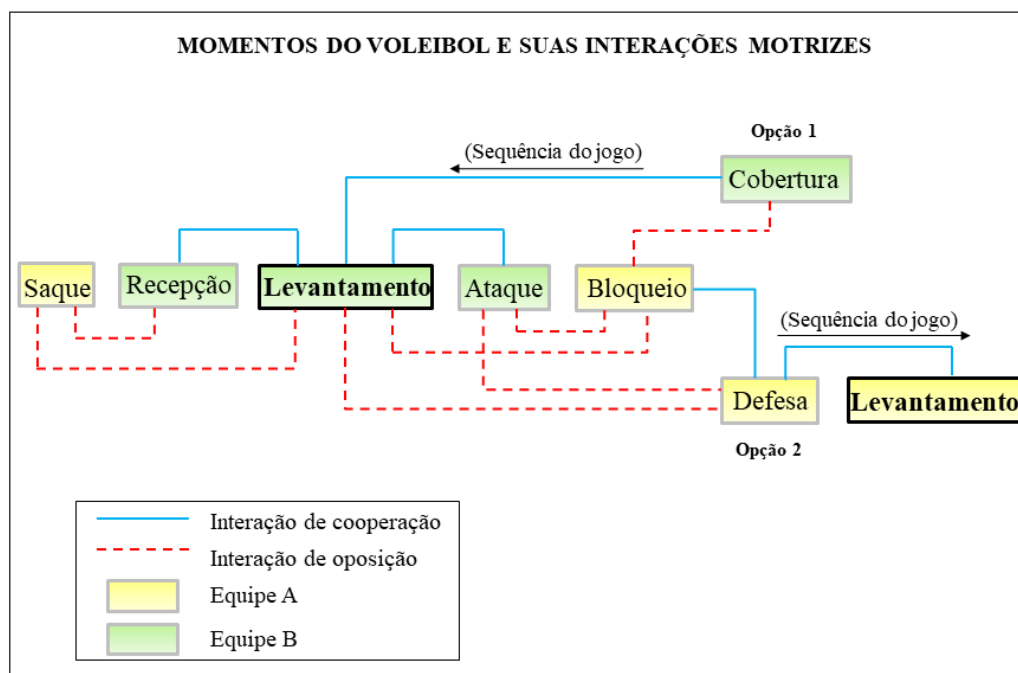 MOMENTOS DO VOLEIBOL E SUAS INTERAÇÕES MOTRIZES
Opção 1
(Sequência do jogo)
Cobertura
Saque
Recepção
Levantamento
Ataque
Bloqueio
(Sequência do jogo)
Defesa
Levantamento
Opção 2
Interação de cooperação
Interação de oposição
Equipe A
Equipe B